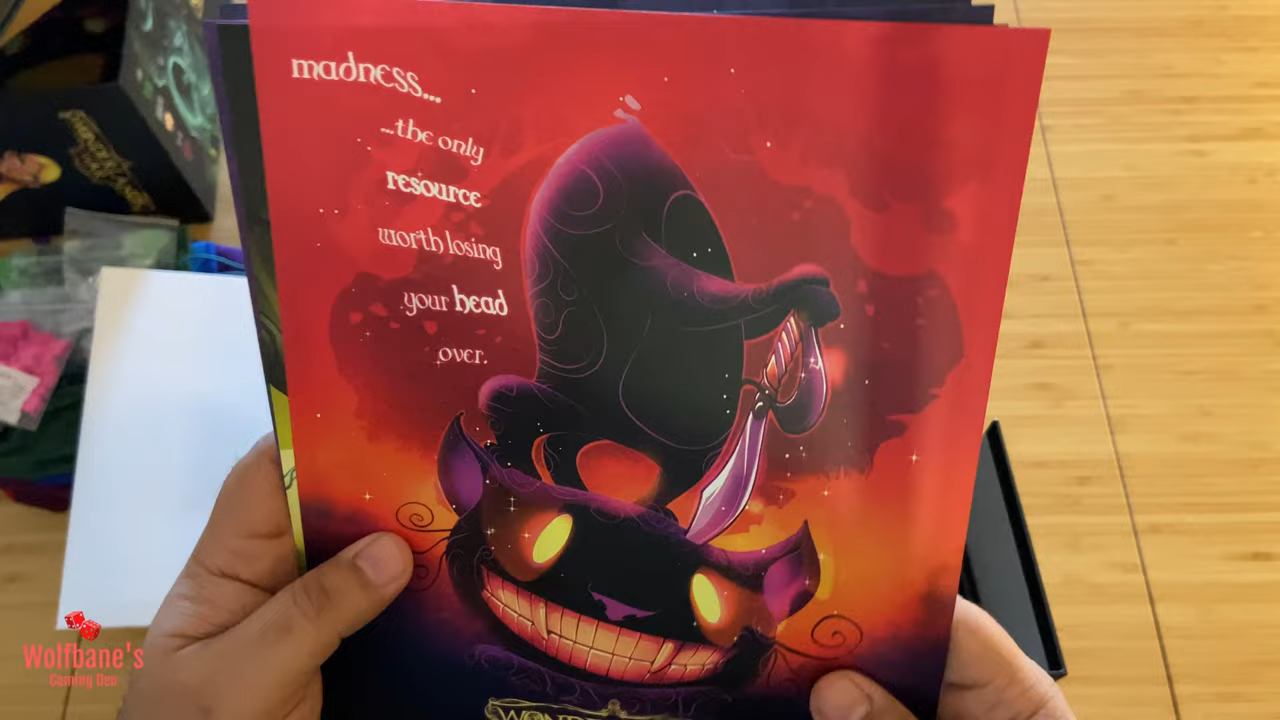 madness...
...the only
resource
worth losing
your head
over.
Wolfbane's
Gaming Den